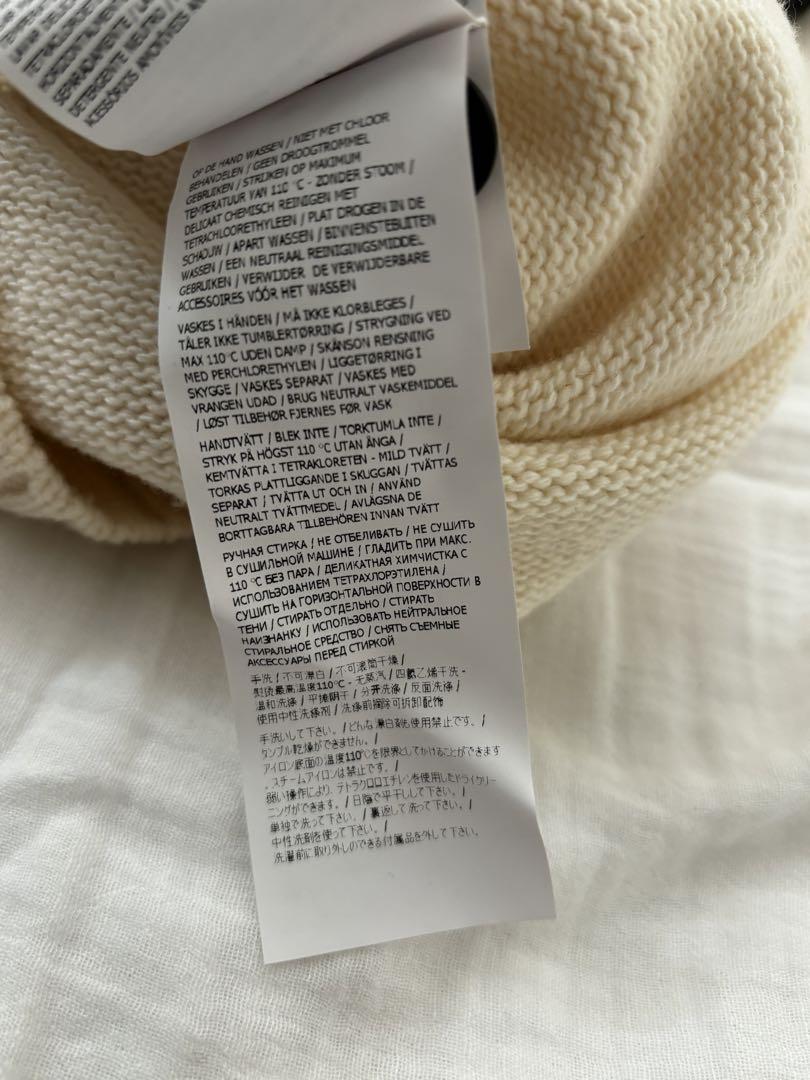 SEPARADAMENTE / LA
DETERGENTE NEUTRO /
ACESSÓRIOS AMOVÍVEIS AN
OP DE HAND WASSEN / NIET MET CHLOOR
BEHANDELEN / GEEN DROOGTROMMEL
GEBRUIKEN / STRIJKEN OP MAXIMUM
TEMPERATUUR VAN 110 °C - ZONDER STOOM /
DELICAAT CHEMISCH REINIGEN MET
TETRACHLOORETHYLEEN / PLAT DROGEN IN DE
SCHADUW / APART WASSEN / BINNENSTEBUITEN
WASSEN / EEN NEUTRAAL REINIGINGSMIDDEL
GEBRUIKEN / VERWIJDER DE VERWIJDERBARE
ACCESSOIRES VÓÓR HET WASSEN
VASKES I HÅNDEN / MÅ IKKE KLORBLEGES /
TÅLER IKKE TUMBLERTØRRING / STRYGNING VED
MAX 110°C UDEN DAMP / SKÅNSOM RENSNING
MED PERCHLORETHYLEN / LIGGETØRRING I
SKYGGE / VASKES SEPARAT / VASKES MED
VRANGEN UDAD / BRUG NEUTRALT VASKEMIDDEL
/ LØST TILBEHØR FJERNES FØR VASK
HANDTVÄTT / BLEK INTE / TORKTUMLA INTE /
STRYK PÅ HÖGST 110 °C UTAN ÅNGA /
KEMTVÄTTA I TETRAKLORETEN - MILD TVÄTT /
TORKAS PLATTLIGGANDE I SKUGGAN / TVÄTTAS
SEPARAT / TVÄTTA UT OCH IN / ANVÄND
NEUTRALT TVÄTTMEDEL / AVLÄGSNA DE
BORTTAGBARA TILLBEHÖREN INNAN TVÄTT
РУЧНАЯ СТИРКА / НЕ ОТБЕЛИВАТЬ / НЕ СУШИТЬ
В СУШИЛЬНОЙ МАШИНЕ / ГЛАДИТЬ ПРИ МАКС.
110 °C БЕЗ ПАРА / ДЕЛИКАТНАЯ ХИМЧИСТКА С
ИСПОЛЬЗОВАНИЕМ ТЕТРАХЛОРЭТИЛЕНА /
СУШИТЬ НА ГОРИЗОНТАЛЬНОЙ ПОВЕРХНОСТИ В
ТЕНИ / СТИРАТЬ ОТДЕЛЬНО / СТИРАТЬ
НАИЗНАНКУ / ИСПОЛЬЗОВАТЬ НЕЙТРАЛЬНОЕ
СТИРАЛЬНОЕ СРЕДСТВО / СНЯТЬ СЪЕМНЫЕ
АКСЕССУАРЫ ПЕРЕД СТИРКОЙ
手洗 / 不可漂白 / 不可滚筒干燥 /
熨烫最高温度110°C - 无蒸汽 / 四氯乙烯干洗 -
温和洗涤 / 平摊阴干 / 分开洗涤 / 反面洗涤 /
使用中性洗涤剂 / 洗涤前摘除可拆卸配饰
手洗いして下さい。/ どんな漂白剤も使用禁止です。/
タンブル乾燥ができません。/
アイロン底面の温度110°Cを限界としてかけることができます
。スチームアイロンは禁止です。/
弱い操作により、テトラクロロエチレンを使用したドライクリー
ニングができます。/ 日陰で平干しして下さい。/
単独で洗って下さい。/ 裏返して洗って下さい。/
中性洗剤を使って下さい。/
洗濯前に取り外しのできる付属品を外して下さい。